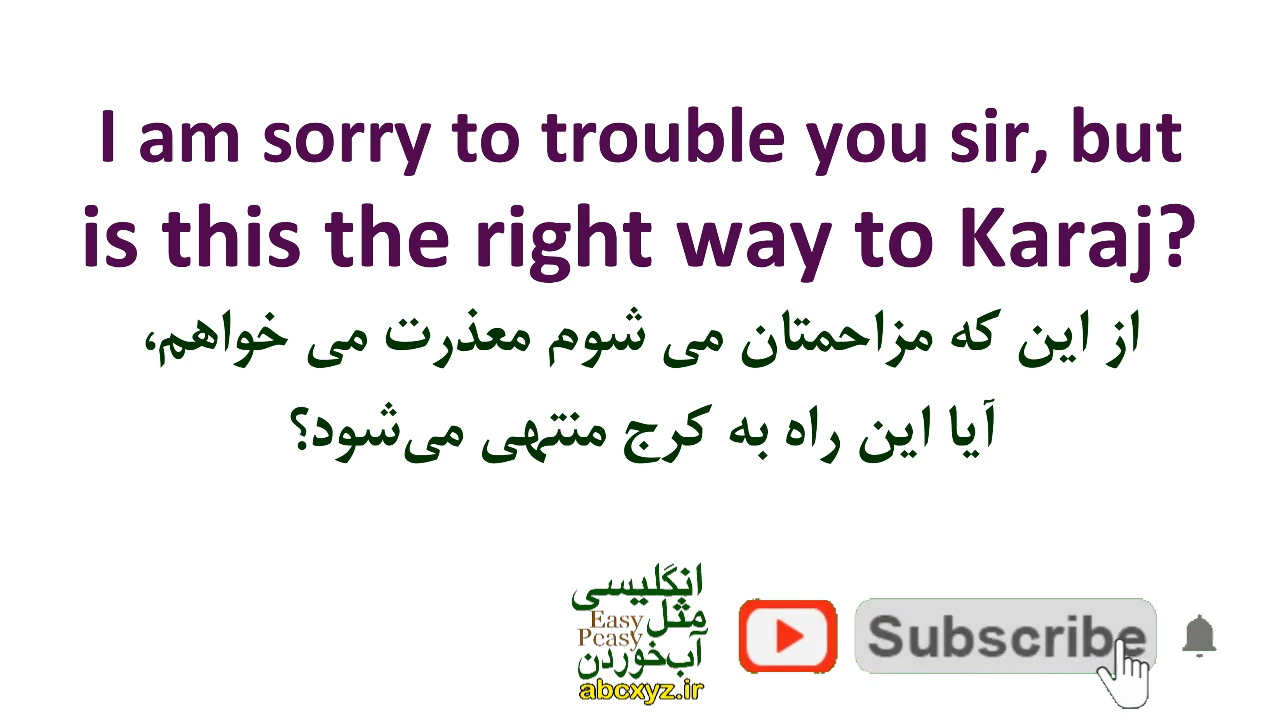 I am sorry to trouble you sir, but
is this the right way to Karaj?
از این که مزاحمتان می شوم معذرت می خواهم،
آیا این راه به کرج منتهی می‌شود؟
انگلیسی
مثل
Easy
Peasy
آب‌خوردن
abcxyz.ir
Subscribe